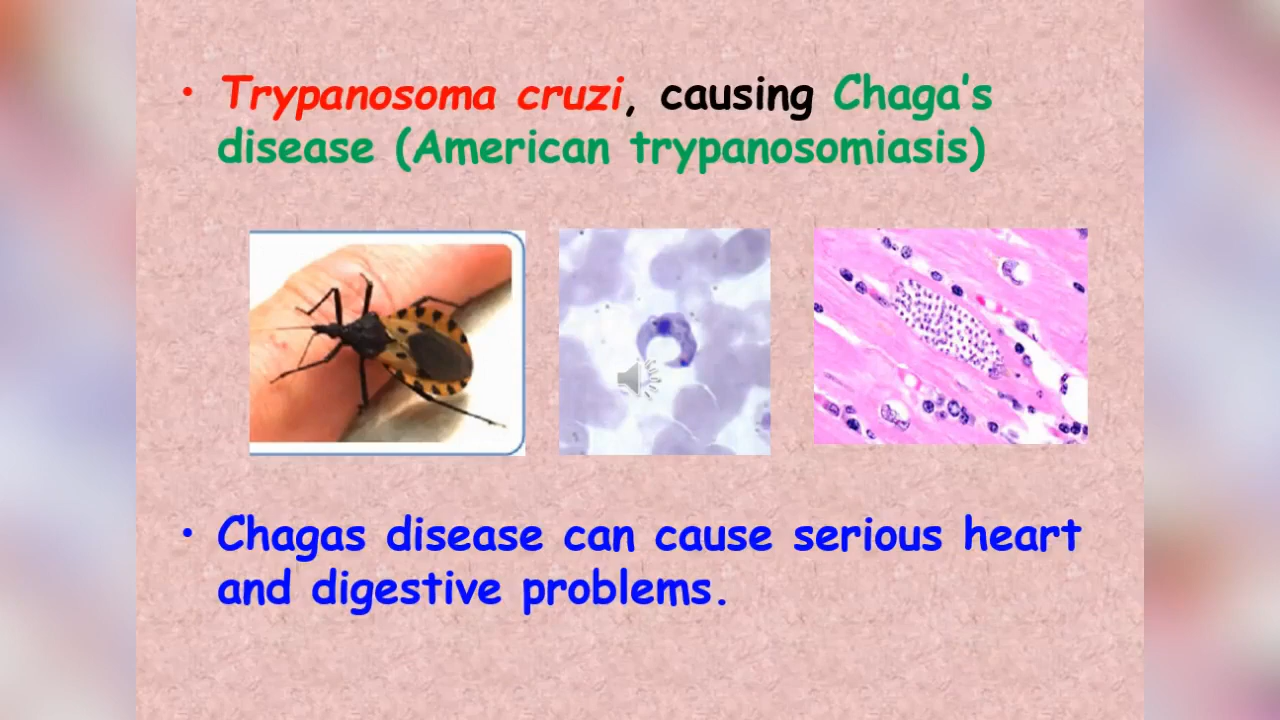 • Trypanosoma cruzi, causing Chaga's
disease (American trypanosomiasis)
• Chagas disease can cause serious heart
and digestive problems.